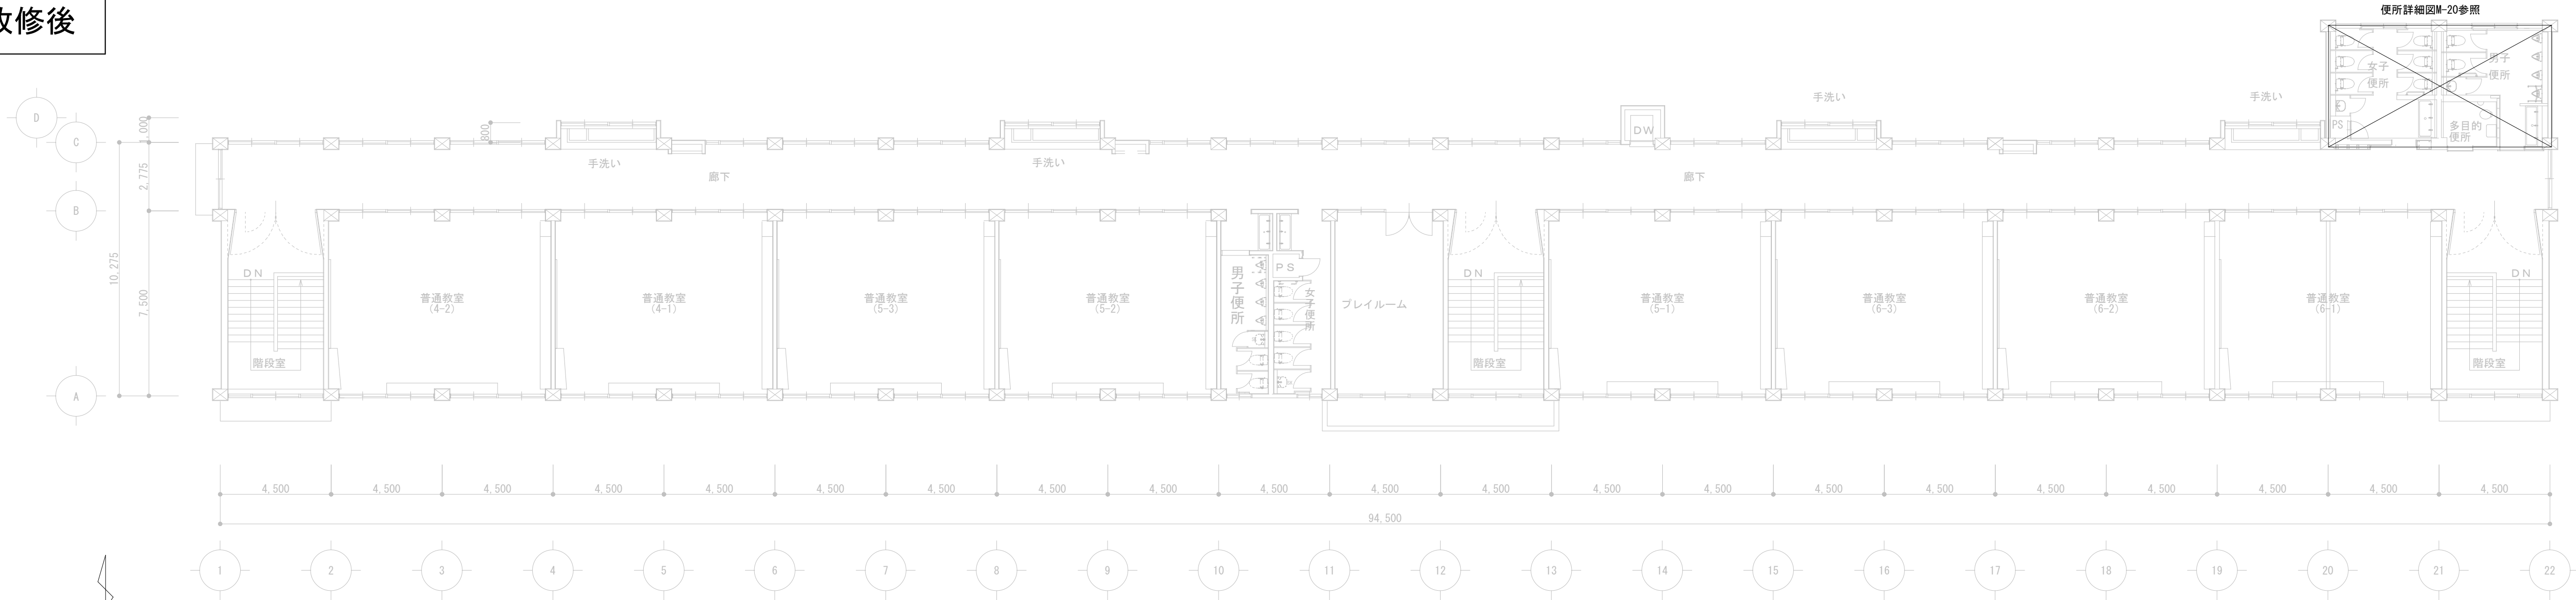 改修後
便所詳細図M-20参照
女子
便所
男子
便所
多目的
便所
PS
手洗い
手洗い
手洗い
手洗い
DW
廊下
廊下
D
C
B
A
1,000
2,775
7,500
10,275
800
DN
階段室
普通教室
(4-2)
普通教室
(4-1)
普通教室
(5-3)
普通教室
(5-2)
男子便所
PS
女子便所
プレイルーム
DN
階段室
普通教室
(5-1)
普通教室
(6-3)
普通教室
(6-2)
普通教室
(6-1)
DN
階段室
4,500 4,500 4,500 4,500 4,500 4,500 4,500 4,500 4,500 4,500 4,500 4,500 4,500 4,500 4,500 4,500 4,500 4,500 4,500 4,500 4,500
94,500
1 2 3 4 5 6 7 8 9 10 11 12 13 14 15 16 17 18 19 20 21 22